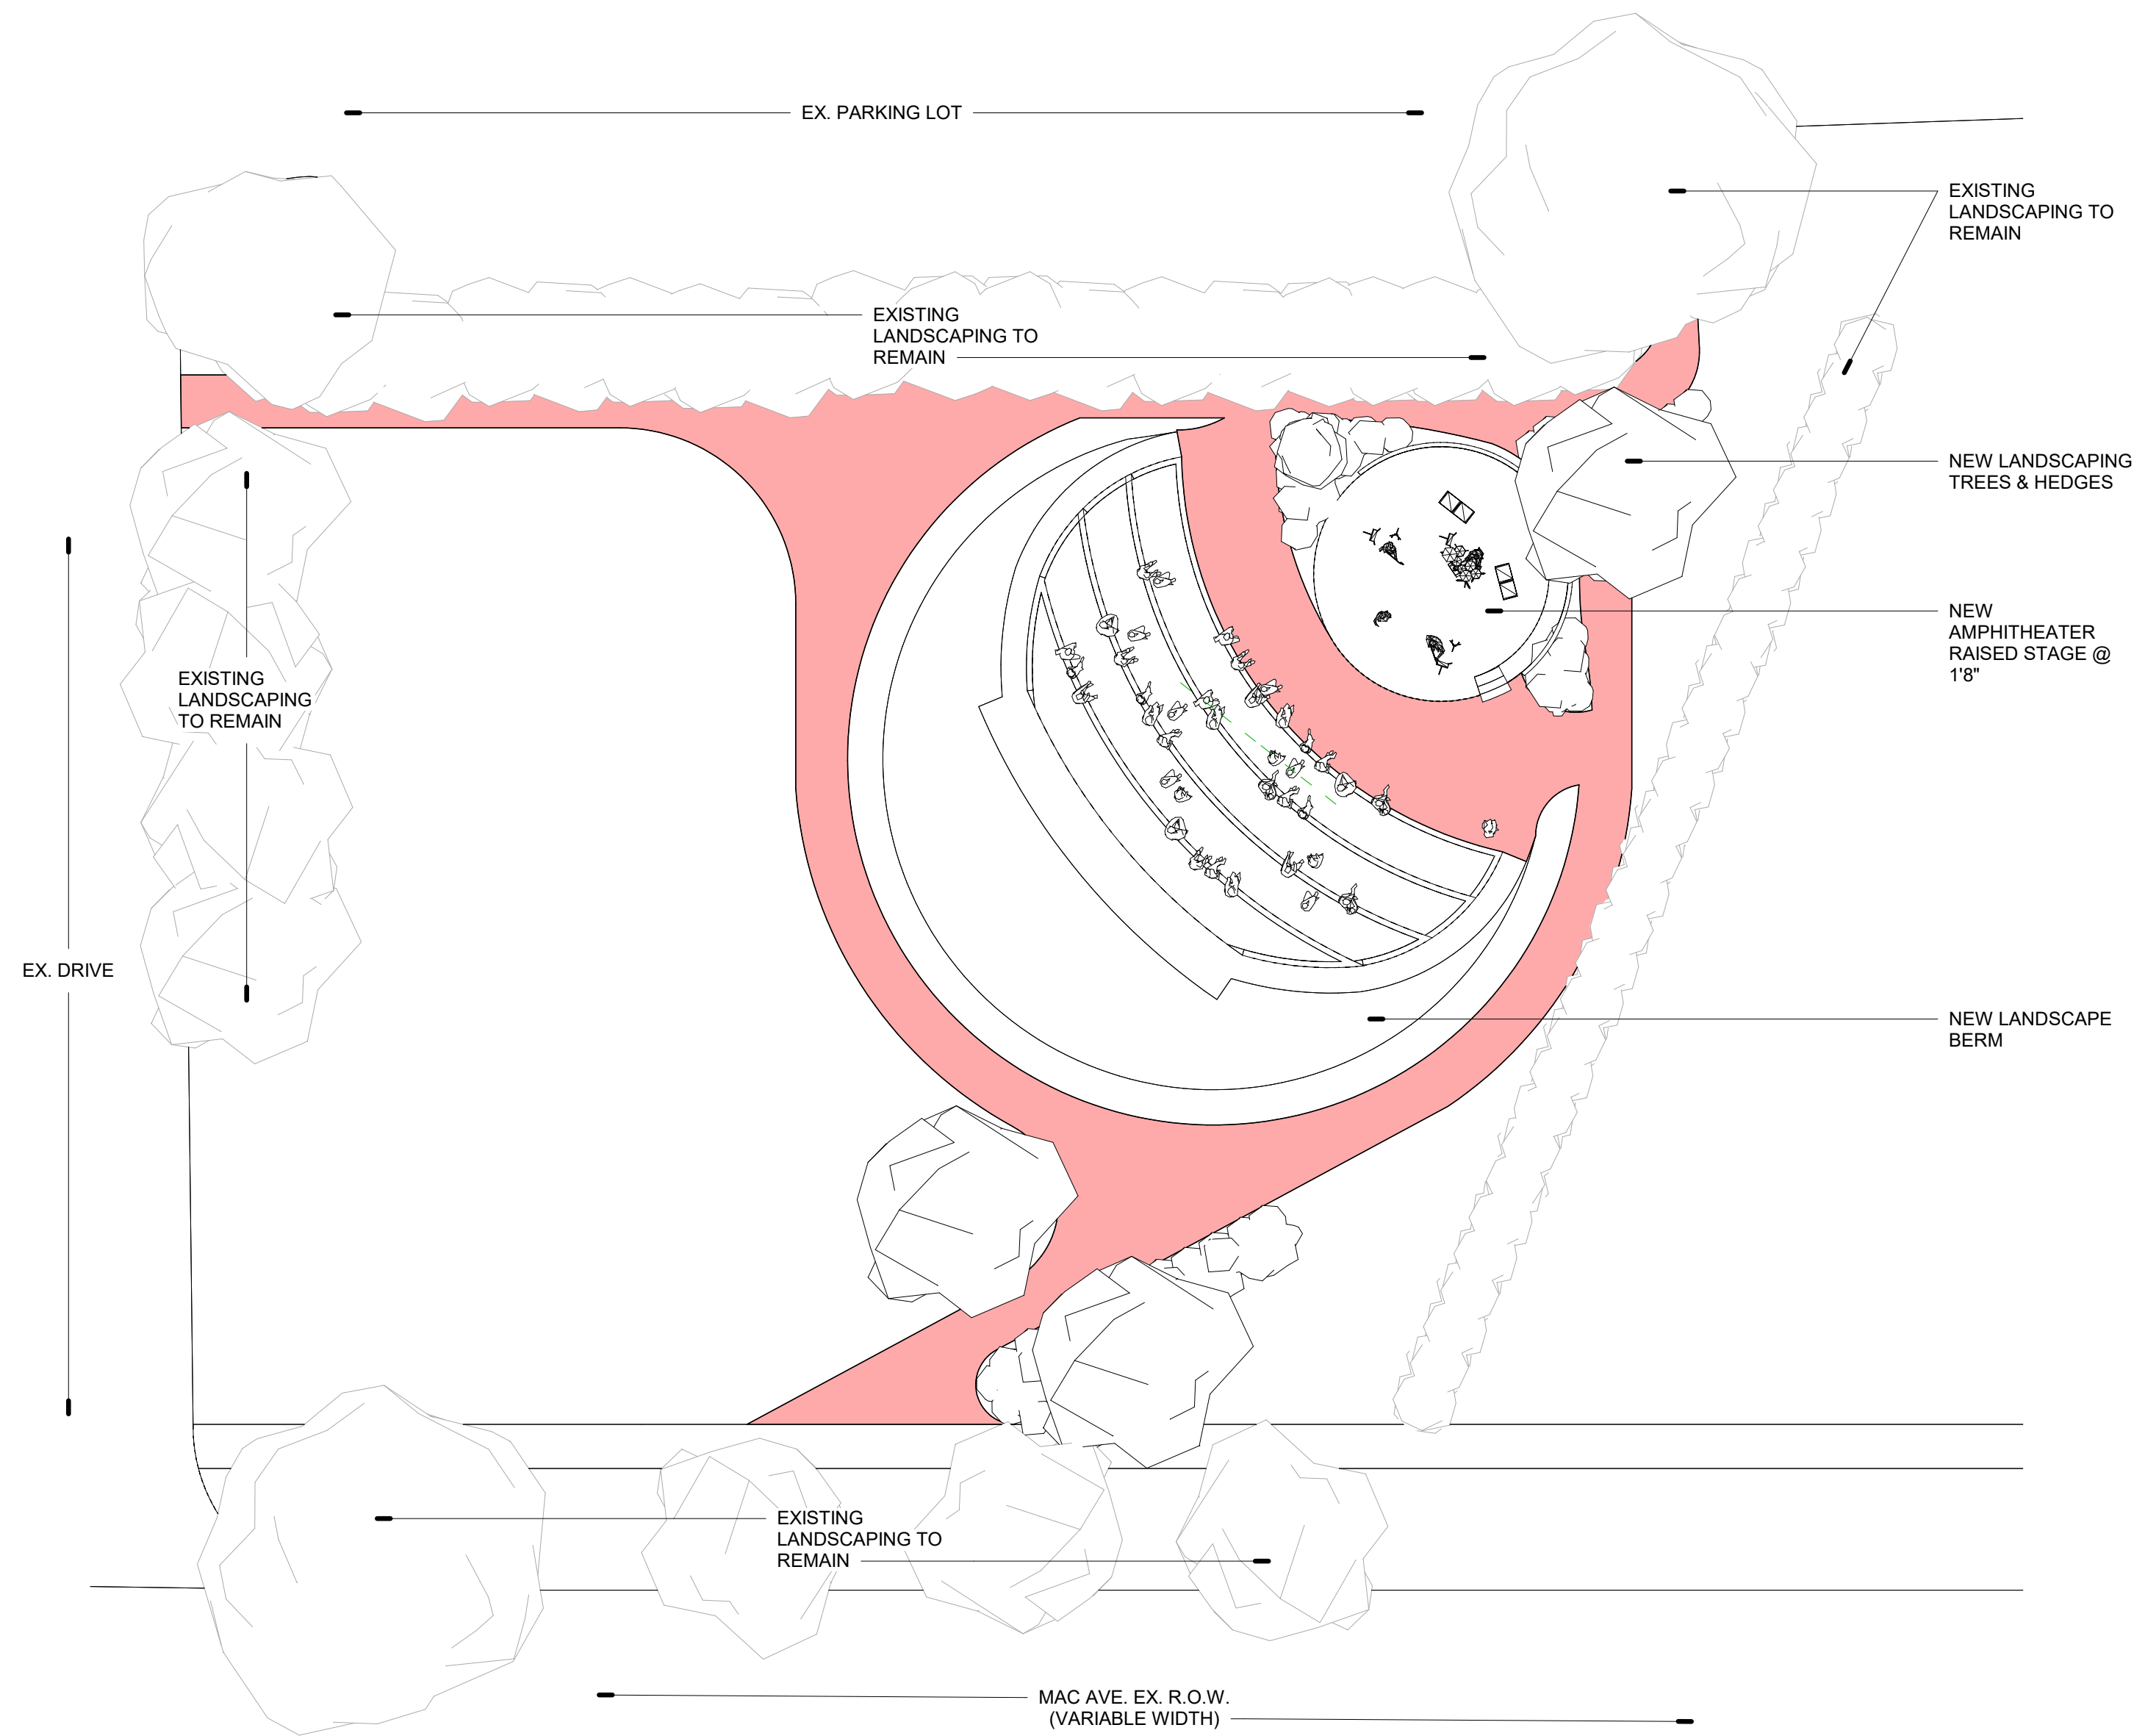 EX. PARKING LOT
EXISTING
LANDSCAPING TO
REMAIN
EXISTING
LANDSCAPING TO
REMAIN
NEW LANDSCAPING
TREES & HEDGES
NEW
AMPHITHEATER
RAISED STAGE @
1'8"
EXISTING
LANDSCAPING
TO REMAIN
EX. DRIVE
NEW LANDSCAPE
BERM
EXISTING
LANDSCAPING TO
REMAIN
MAC AVE. EX. R.O.W.
(VARIABLE WIDTH)